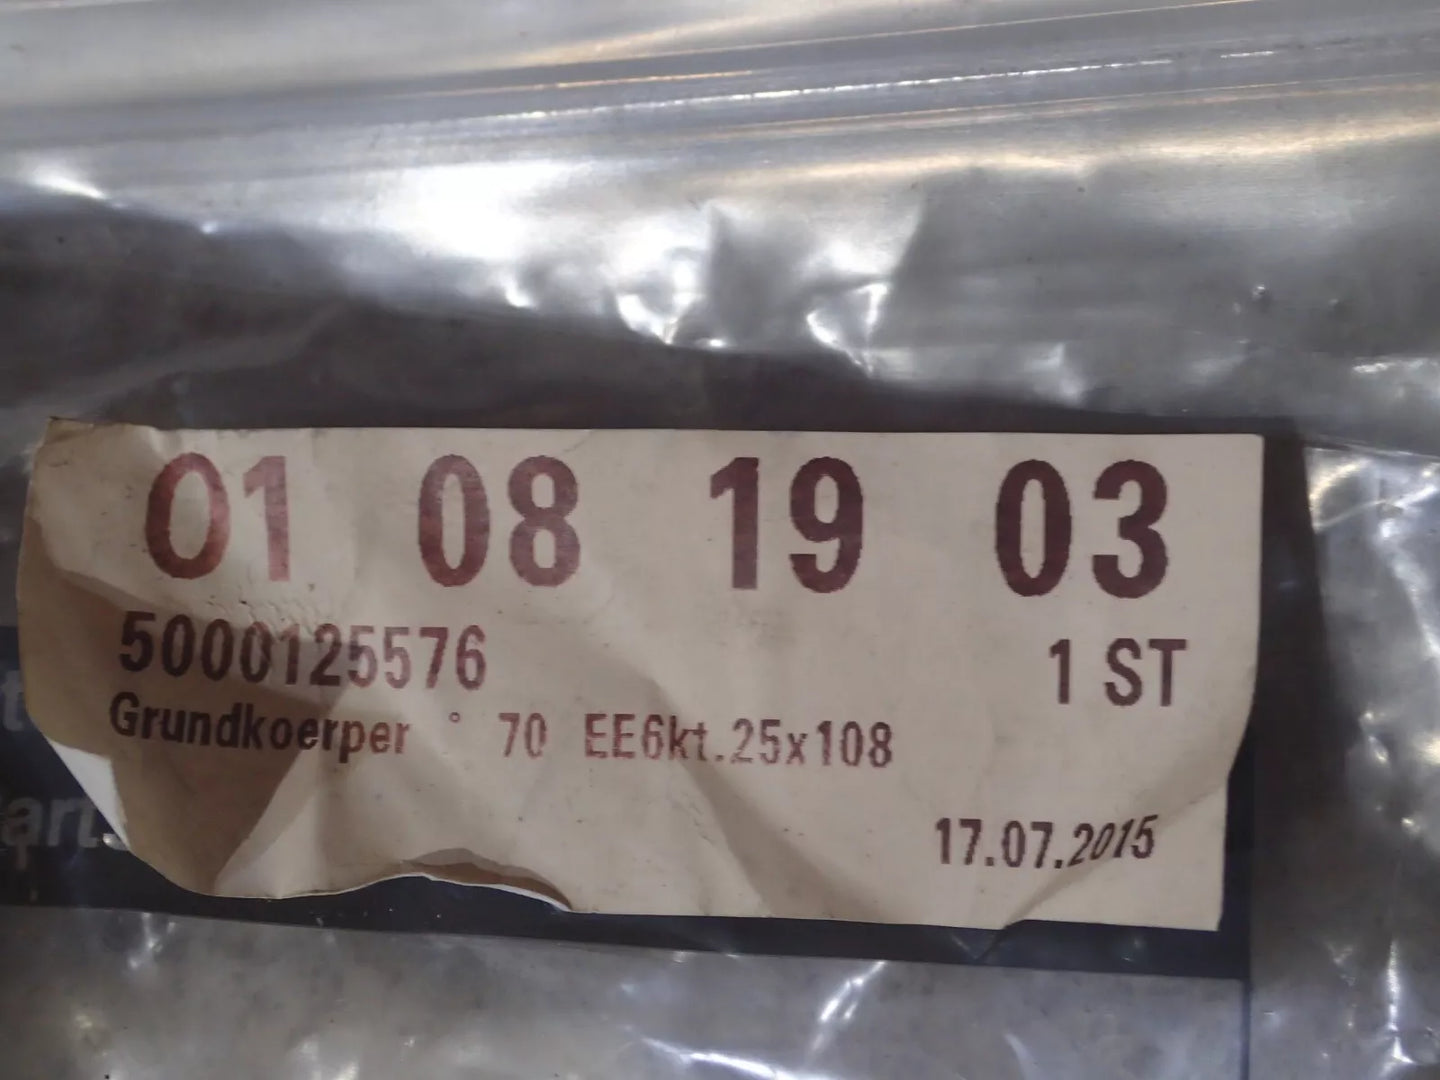 01 08 19 03
5000125576 1 ST
Grundkoerper ° 70 EE6kt.25x108
17.07.2015